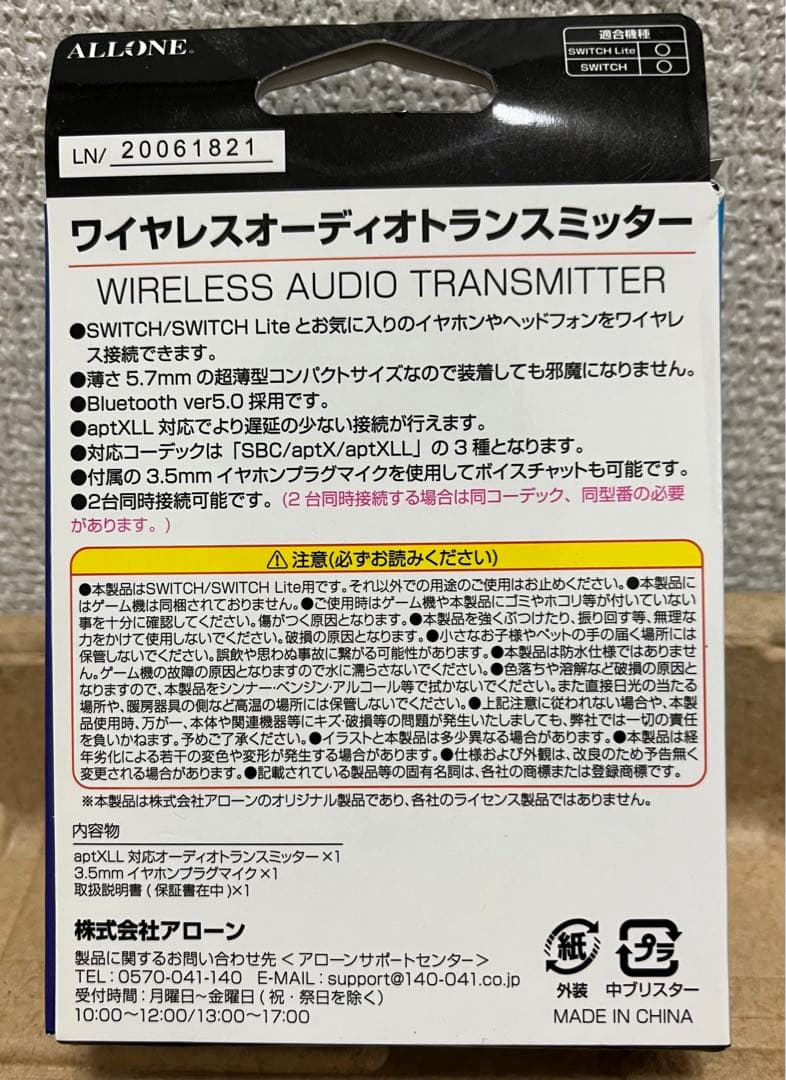 ALLONE®
適合機種
SWITCH Lite ○
SWITCH ○
LN/ 20061821
ワイヤレスオーディオトランスミッター
WIRELESS AUDIO TRANSMITTER
●SWITCH/SWITCH Lite とお気に入りのイヤホンやヘッドフォンをワイヤレ
ス接続できます。
●薄さ 5.7mm の超薄型コンパクトサイズなので装着しても邪魔になりません。
●Bluetooth ver5.0 採用です。
●aptXLL 対応でより遅延の少ない接続が行えます。
●対応コーデックは「SBC/aptX/aptXLL」の 3 種となります。
●付属の 3.5mm イヤホンプラグマイクを使用してボイスチャットも可能です。
●2台同時接続可能です。(2 台同時接続する場合は同コーデック、同型番の必要
があります。)
⚠ 注意(必ずお読みください)
●本製品はSWITCH/SWITCH Lite用です。それ以外での用途のご使用はお止めください。●本製品に
はゲーム機は同梱されておりません。●ご使用時はゲーム機や本製品にゴミやホコリ等が付いていない
事を十分に確認してください。傷がつく原因となります。●本製品を強くぶつけたり、振り回す等、無理な
力をかけて使用しないでください。破損の原因となります。●小さなお子様やペットの手の届く場所には
保管しないでください。誤飲や思わぬ事故に繋がる可能性があります。●本製品は防水仕様ではありませ
ん。ゲーム機の故障の原因となりますので水に濡らさないでください。●色落ちや溶解など破損の原因と
なりますので、本製品をシンナー・ベンジン・アルコール等で拭かないでください。また直接日光の当たる
場所や、暖房器具の側など高温の場所には保管しないでください。●上記注意に従われない場合や、本製
品使用時、万が一、本体や関連機器等にキズ・破損等の問題が発生いたしましても、弊社では一切の責任
を負いかねます。予めご了承ください。●イラストと本製品は多少異なる場合があります。●本製品は経
年劣化による若干の変色や変形が発生する場合があります。●仕様および外観は、改良のため予告無く
変更される場合があります。●記載されている製品等の固有名詞は、各社の商標または登録商標です。
※本製品は株式会社アローンのオリジナル製品であり、各社のライセンス製品ではありません。
内容物
aptXLL 対応オーディオトランスミッター×1
3.5mm イヤホンプラグマイク×1
取扱説明書(保証書在中)×1
株式会社アローン
製品に関するお問い合わせ先<アローンサポートセンター>
TEL:0570-041-140 E-MAIL:support@140-041.co.jp
受付時間:月曜日~金曜日(祝・祭日を除く)
10:00~12:00/13:00~17:00
紙
外装
プラ
中ブリスター
MADE IN CHINA